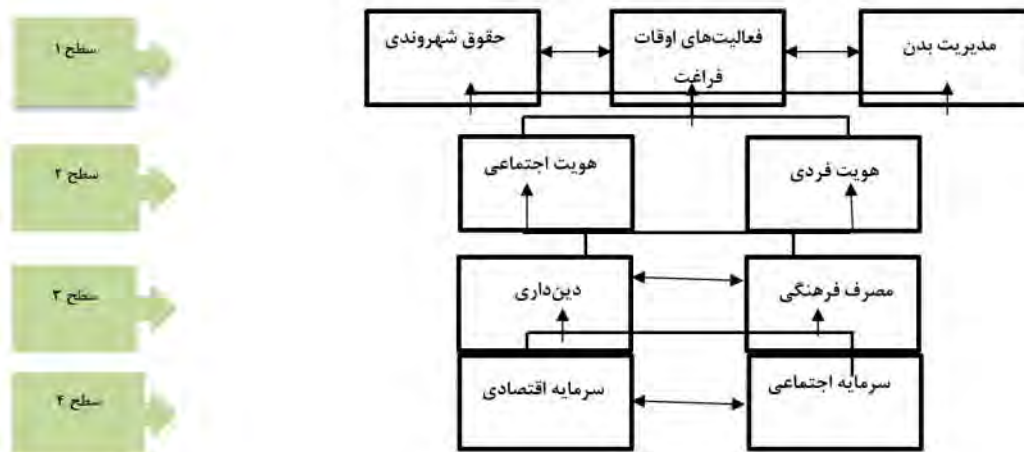 سطح ۱
مدیریت بدن
فعالیت‌های اوقات
فراغت
حقوق شهروندی
سطح ۲
هویت فردی
هویت اجتماعی
سطح ۳
مصرف فرهنگی
دین‌داری
سطح ۴
سرمایه اجتماعی
سرمایه اقتصادی